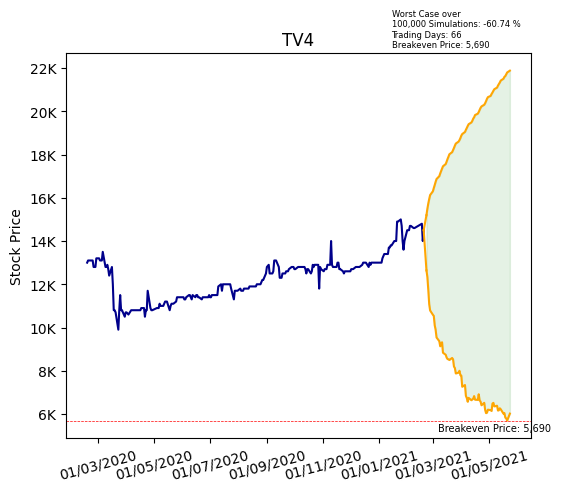 Worst Case over
100,000 Simulations: -60.74 %
Trading Days: 66
Breakeven Price: 5,690
TV4
Stock Price
22K
20K
18K
16K
14K
12K
10K
8K
6K
Breakeven Price: 5,690
01/03/2020
01/05/2020
01/07/2020
01/09/2020
01/11/2020
01/01/2021
01/03/2021
01/05/2021